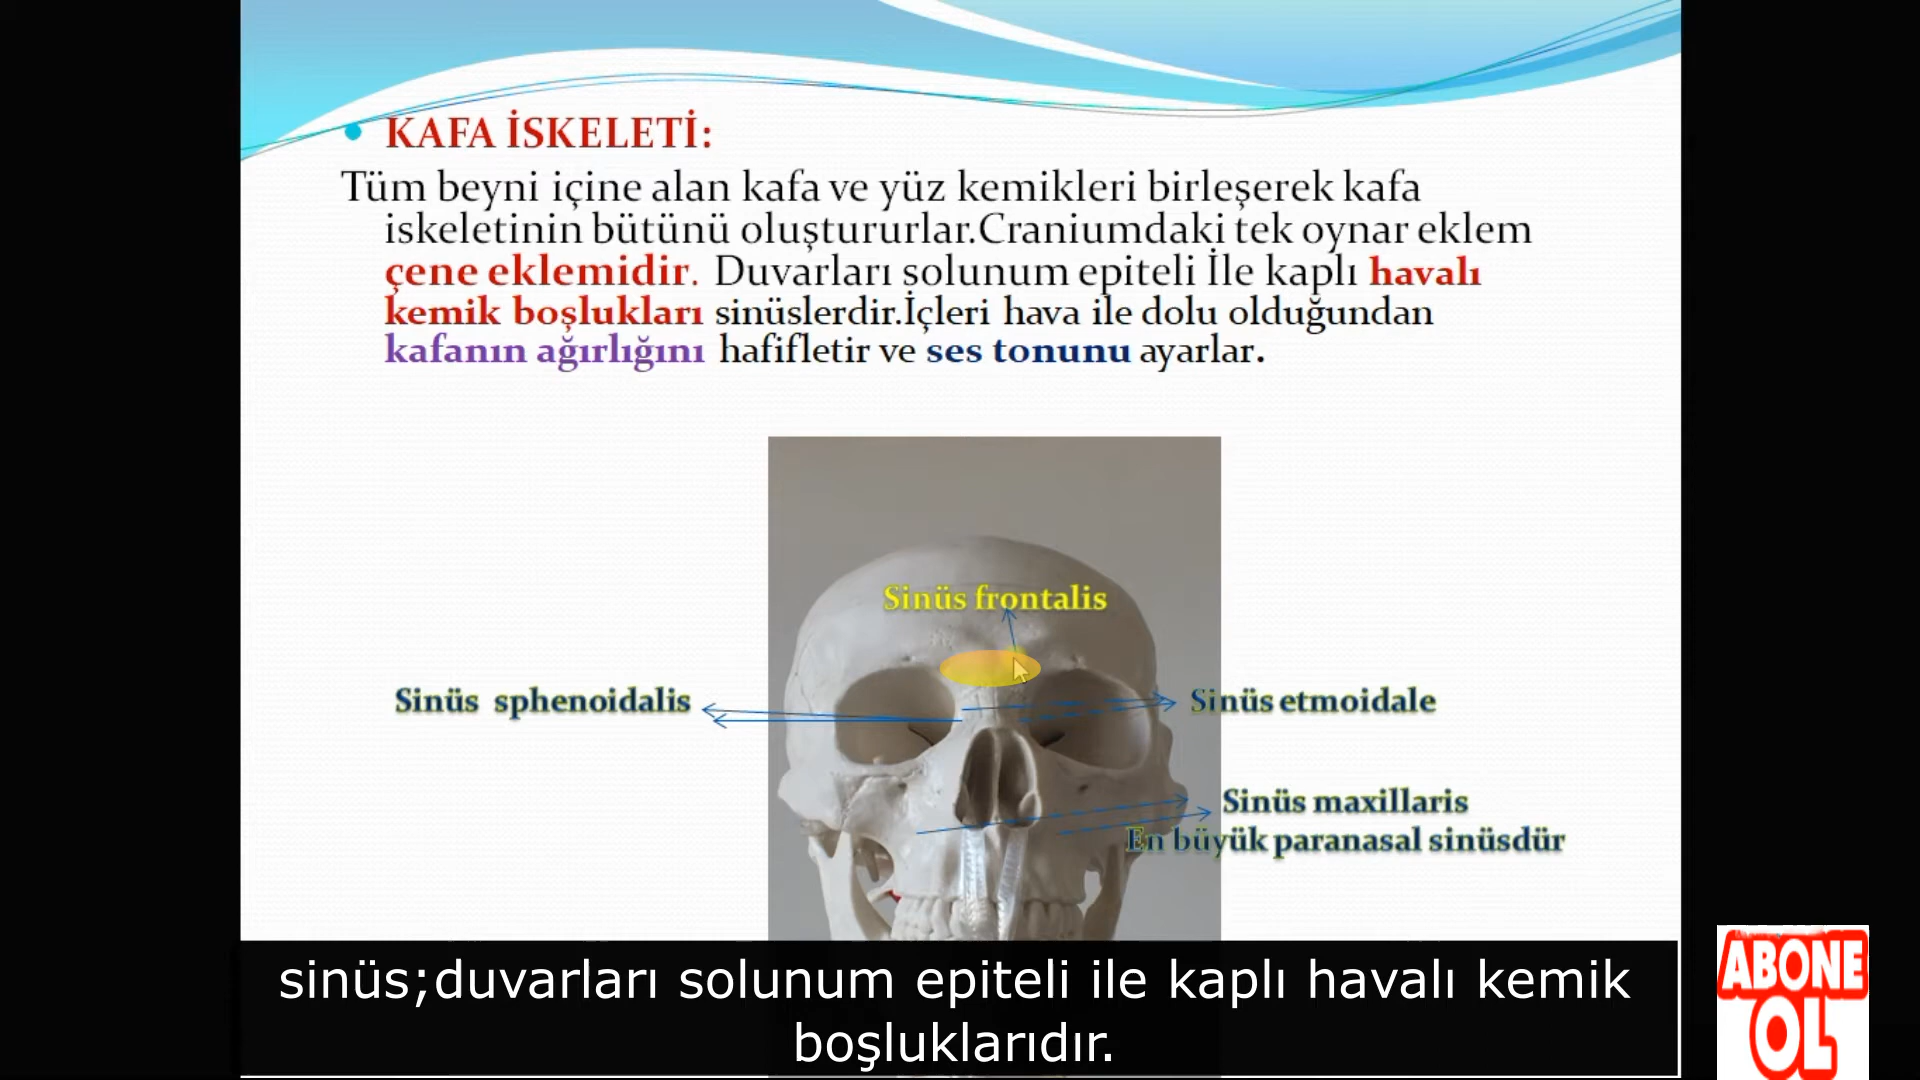 KAFA İSKELETİ:
Tüm beyni içine alan kafa ve yüz kemikleri birleşerek kafa
iskeletinin bütünü oluştururlar.Craniumdaki tek oynar eklem
çene eklemidir. Duvarları solunum epiteli İle kaplı havalı
kemik boşlukları sinüslerdir.İçleri hava ile dolu olduğundan
kafanın ağırlığını hafifletir ve ses tonunu ayarlar.
Sinüs frontalis
Sinüs sphenoidalis
Sinüs etmoidale
Sinüs maxillaris
En büyük paranasal sinüsdür
sinüs;duvarları solunum epiteli ile kaplı havalı kemik
boşluklarıdır.
ABONE
OL